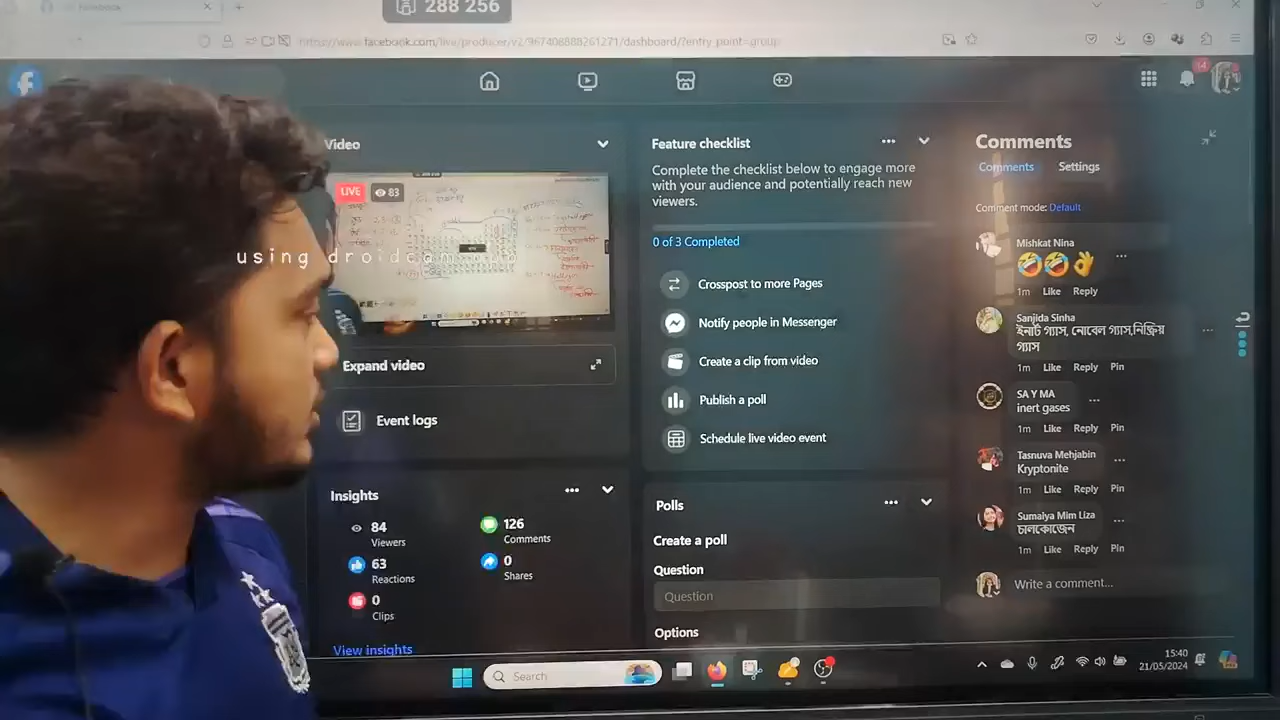 288 256
https://www.facebook.com/live/producer/v2/967408888261271/dashboard/?entry_point=group
14
Video
LIVE
83
using droidcam
Expand video
Event logs
Insights
84
Viewers
126
Comments
63
Reactions
0
Shares
0
Clips
View insights
Feature checklist
Complete the checklist below to engage more
with your audience and potentially reach new
viewers.
0 of 3 Completed
Crosspost to more Pages
Notify people in Messenger
Create a clip from video
Publish a poll
Schedule live video event
Polls
Create a poll
Question
Question
Options
Comments
Comments Settings
Comment mode: Default
Mishkat Nina
🤣🤣👌
1m Like Reply
Sanjida Sinha
ইনার্ট গ্যাস, নোবেল গ্যাস,নিষ্ক্রিয়
গ্যাস
1m Like Reply Pin
SA Y MA
inert gases
1m Like Reply Pin
Tasnuva Mehjabin
Kryptonite
1m Like Reply Pin
Sumaiya Mim Liza
চালকোজেন
1m Like Reply Pin
Write a comment...
Search
15:40
21/05/2024